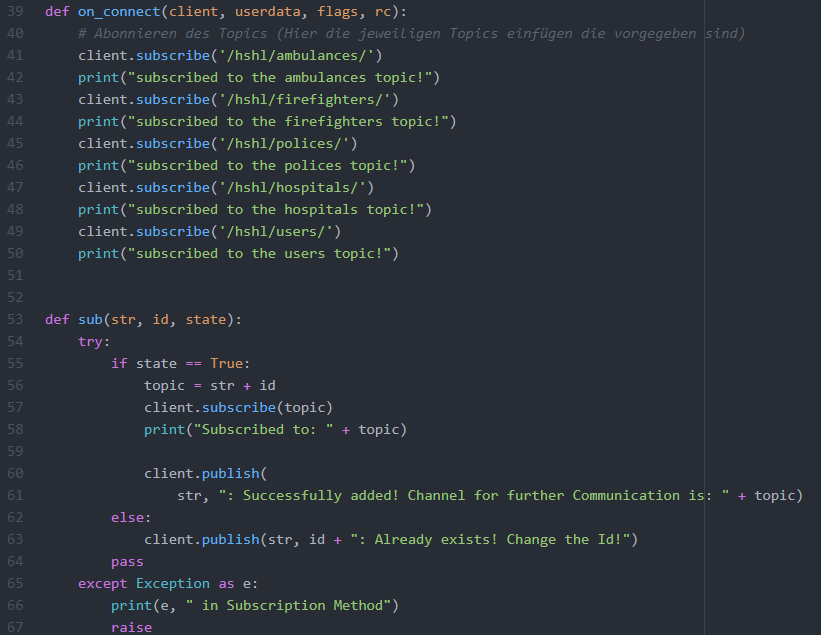 39 def on_connect(client, userdata, flags, rc):
40     # Abonnieren des Topics (Hier die jeweiligen Topics einfügen die vorgegeben sind)
41     client.subscribe('/hshl/ambulances/')
42     print("subscribed to the ambulances topic!")
43     client.subscribe('/hshl/firefighters/')
44     print("subscribed to the firefighters topic!")
45     client.subscribe('/hshl/polices/')
46     print("subscribed to the polices topic!")
47     client.subscribe('/hshl/hospitals/')
48     print("subscribed to the hospitals topic!")
49     client.subscribe('/hshl/users/')
50     print("subscribed to the users topic!")
51
52
53 def sub(str, id, state):
54     try:
55         if state == True:
56             topic = str + id
57             client.subscribe(topic)
58             print("Subscribed to: " + topic)
59
60             client.publish(
61                 str, ": Successfully added! Channel for further Communication is: " + topic)
62         else:
63             client.publish(str, id + ": Already exists! Change the Id!")
64         pass
65     except Exception as e:
66         print(e, " in Subscription Method")
67         raise